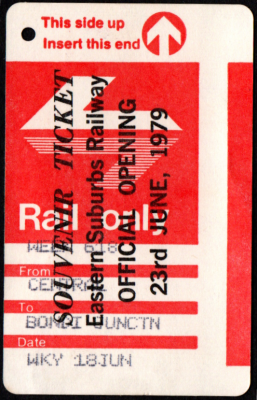 This side up
Insert this end
SOUVENIR TICKET
Eastern Suburbs Railway
OFFICIAL OPENING
23rd JUNE, 1979
Rail only
From
To
BONDI JUNCTN
Date
WKY 18JUN